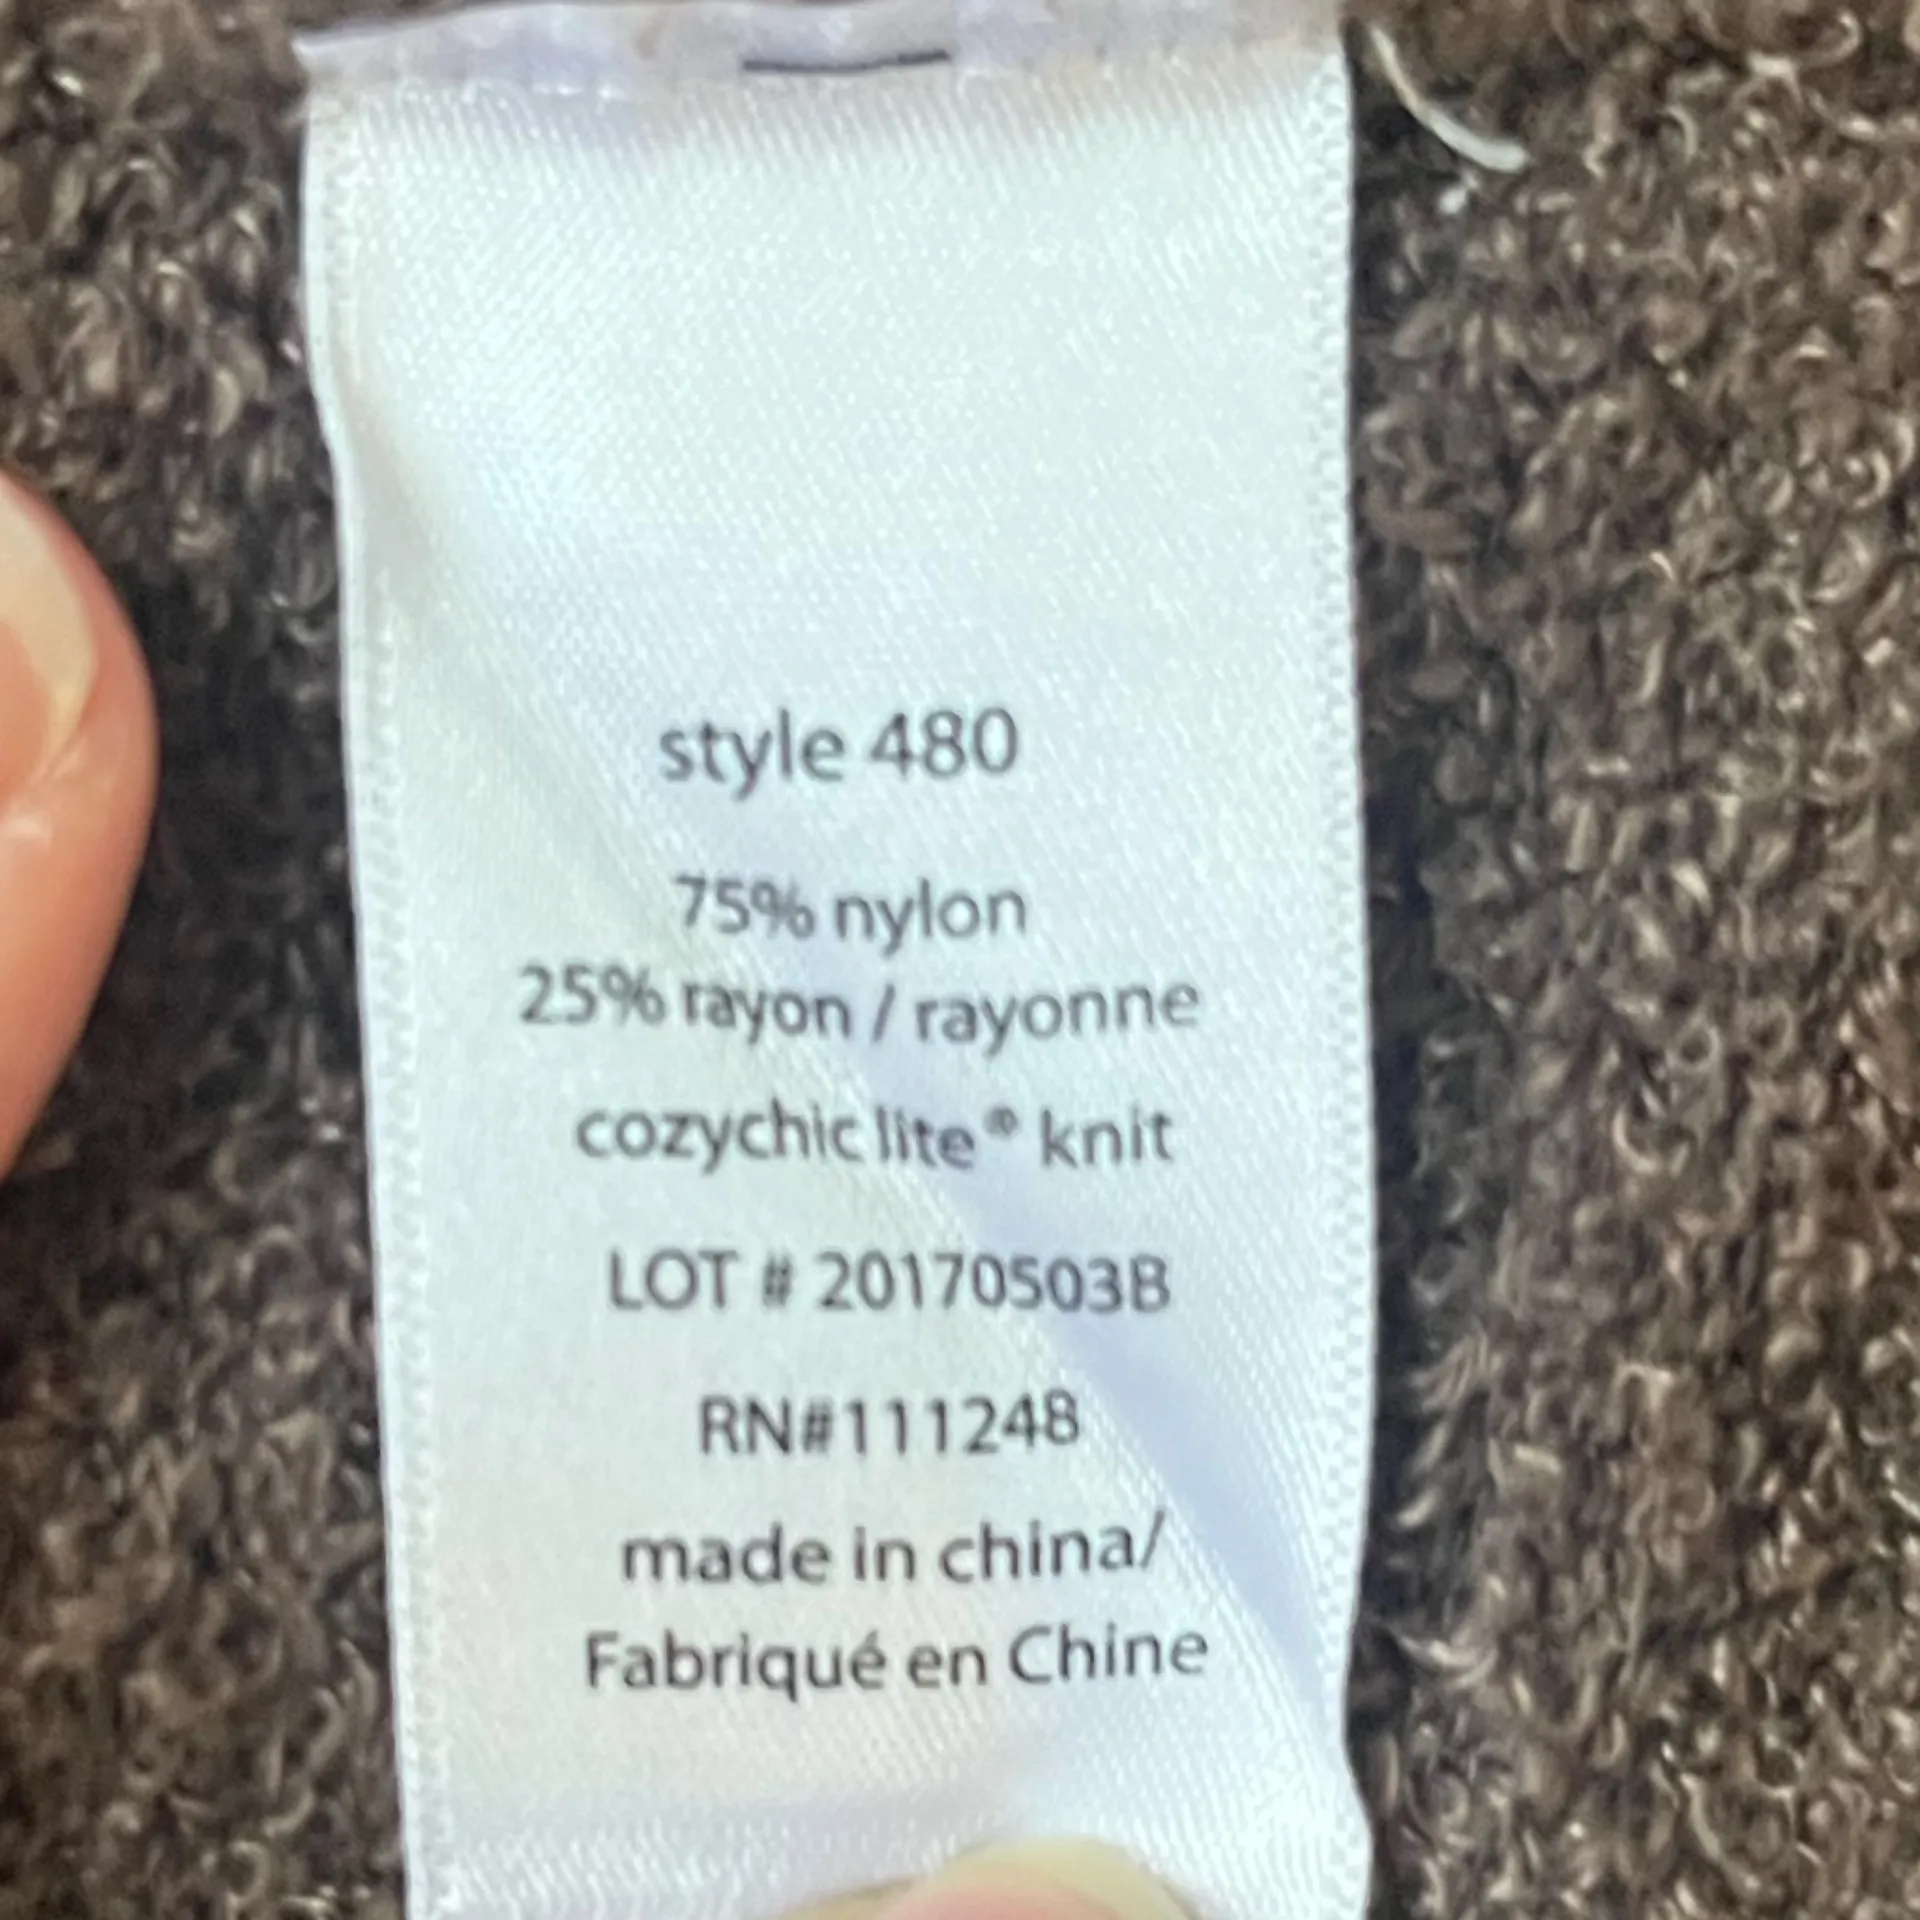 style 480
75% nylon
25% rayon / rayonne
cozychic lite® knit
LOT # 20170503B
RN#111248
made in china/
Fabriqué en Chine